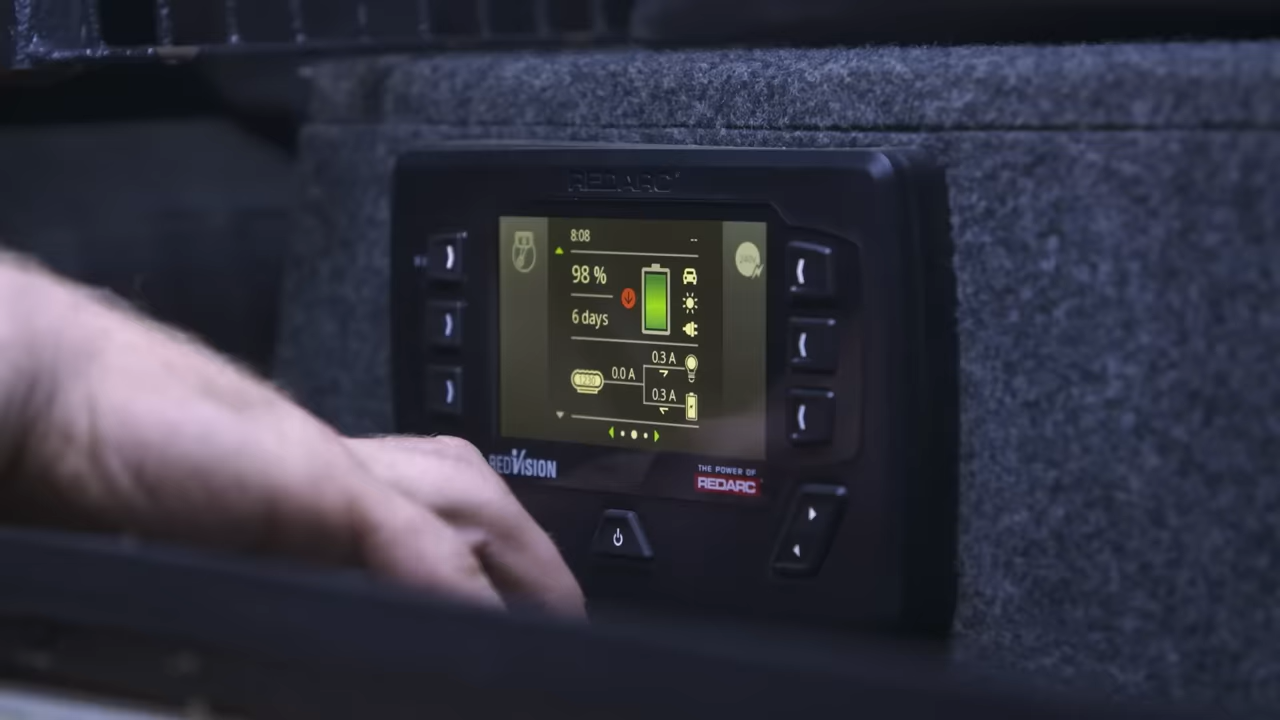 REDARC
8:08 --
98 %
6 days
0.3 A
0.0 A
0.3 A
REDVISION
THE POWER OF
REDARC